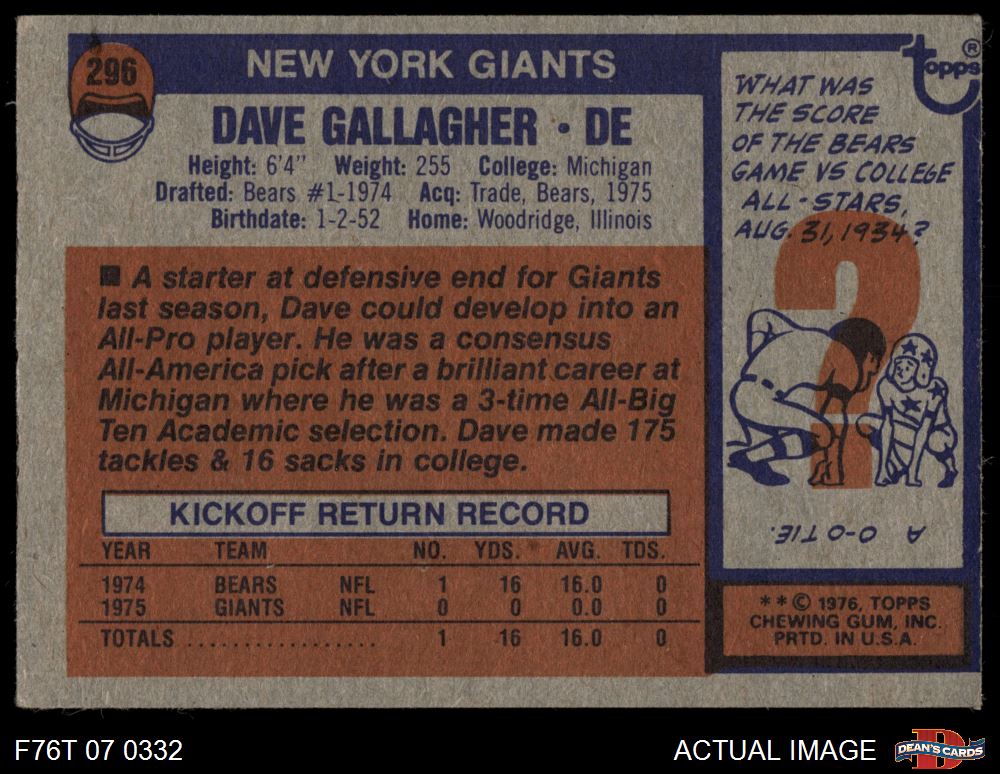 296
NEW YORK GIANTS
DAVE GALLAGHER • DE
Height: 6'4" Weight: 255 College: Michigan
Drafted: Bears #1-1974 Acq: Trade, Bears, 1975
Birthdate: 1-2-52 Home: Woodridge, Illinois
■ A starter at defensive end for Giants
last season, Dave could develop into an
All-Pro player. He was a consensus
All-America pick after a brilliant career at
Michigan where he was a 3-time All-Big
Ten Academic selection. Dave made 175
tackles & 16 sacks in college.
KICKOFF RETURN RECORD
YEAR TEAM NO. YDS. AVG. TDS.
1974 BEARS NFL 1 16 16.0 0
1975 GIANTS NFL 0 0 0.0 0
TOTALS .................. 1 16 16.0 0
topps ®
WHAT WAS
THE SCORE
OF THE BEARS
GAME VS COLLEGE
ALL-STARS,
AUG. 31, 1934?
?
A 0-0 TIE.
** © 1976, TOPPS
CHEWING GUM, INC.
PRTD. IN U.S.A.
F76T 07 0332
ACTUAL IMAGE
D
DEAN'S CARDS